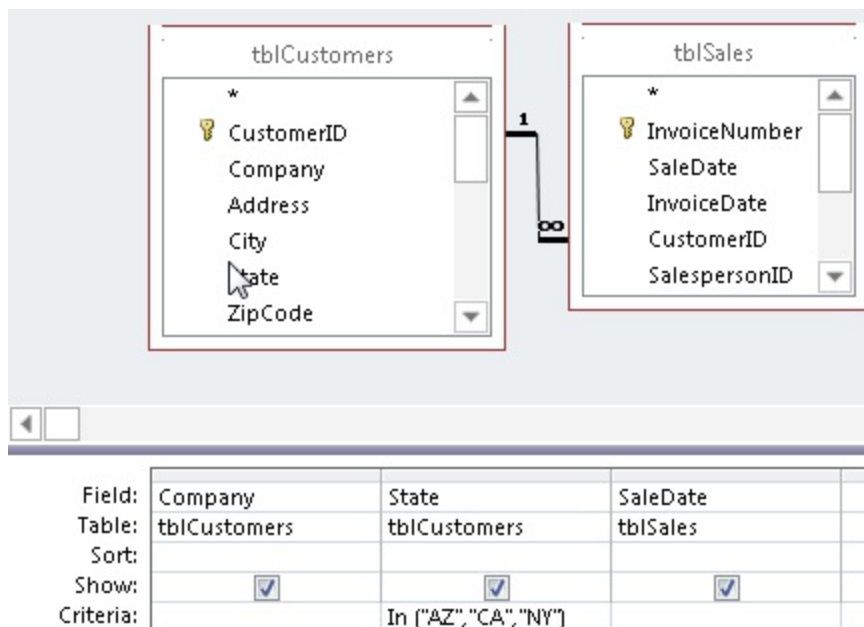 tblCustomers
*
CustomerID
Company
Address
City
State
ZipCode
1
∞
tblSales
*
InvoiceNumber
SaleDate
InvoiceDate
CustomerID
SalespersonID
Field: Company State SaleDate
Table: tblCustomers tblCustomers tblSales
Sort:
Show:
Criteria: In ("AZ","CA","NY")